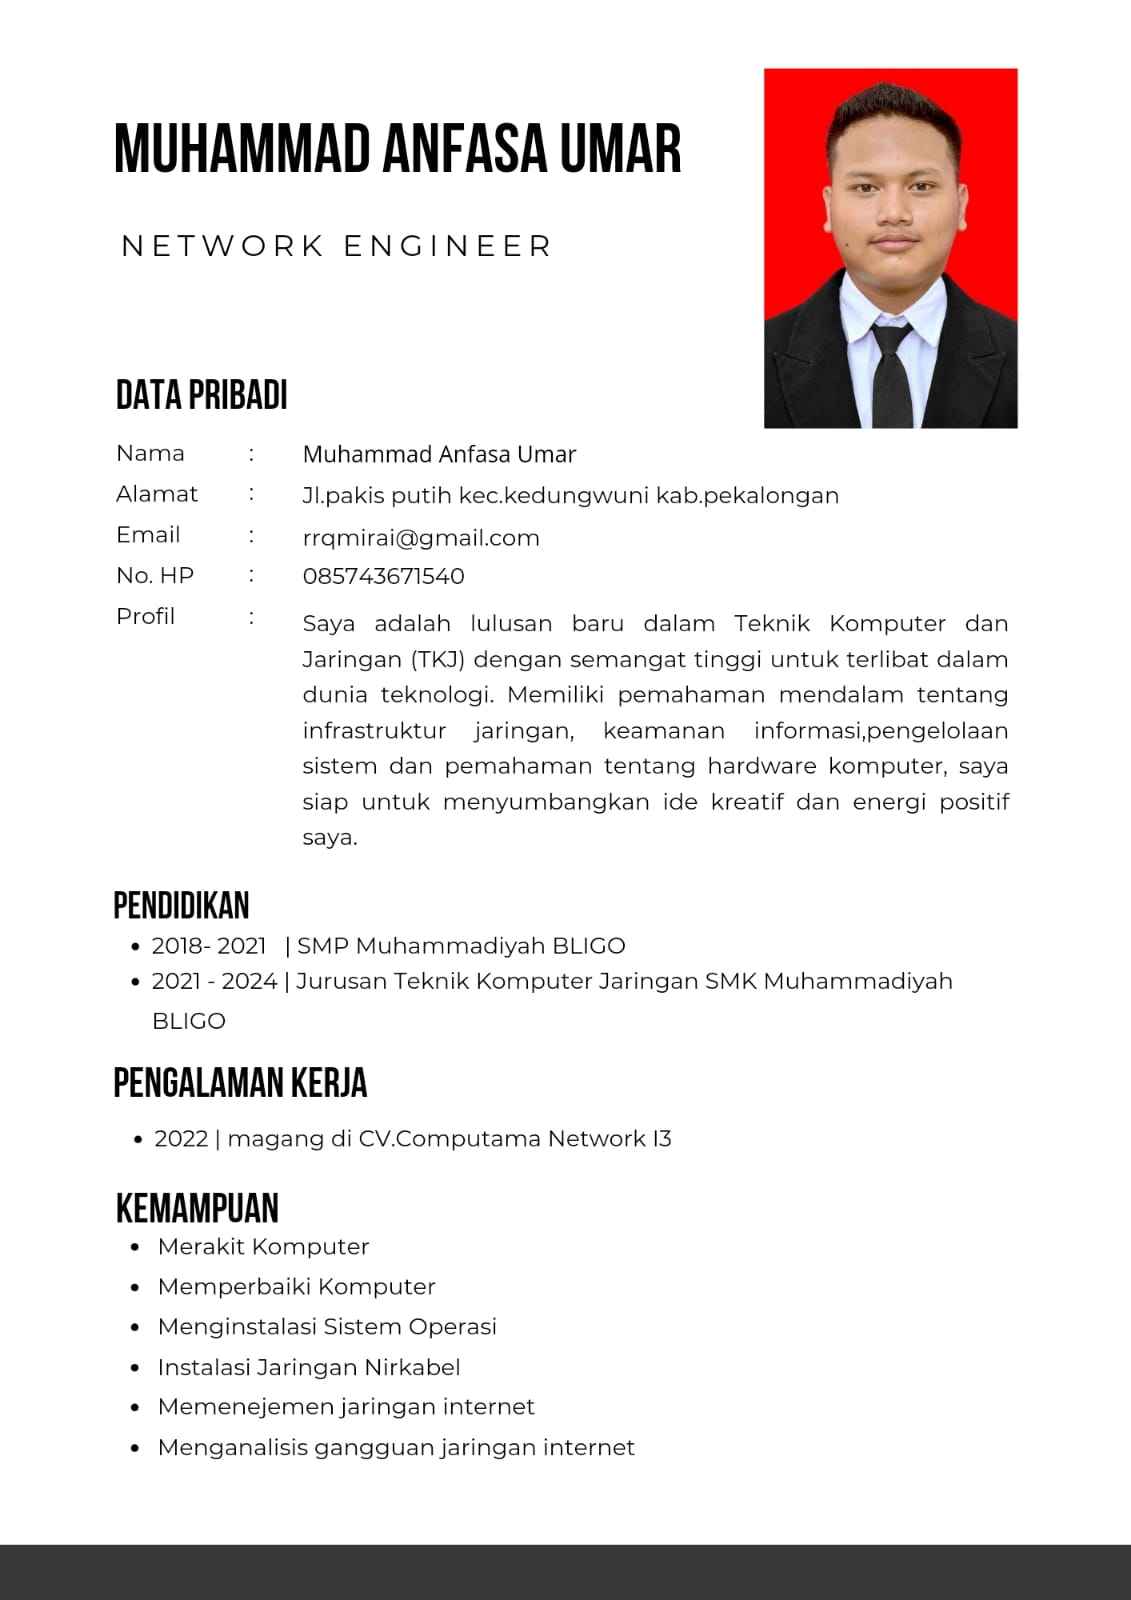 MUHAMMAD ANFASA UMAR
NETWORK ENGINEER
DATA PRIBADI
Nama : Muhammad Anfasa Umar
Alamat : Jl.pakis putih kec.kedungwuni kab.pekalongan
Email : rrqmirai@gmail.com
No. HP : 085743671540
Profil : Saya adalah lulusan baru dalam Teknik Komputer dan
Jaringan (TKJ) dengan semangat tinggi untuk terlibat dalam
dunia teknologi. Memiliki pemahaman mendalam tentang
infrastruktur jaringan, keamanan informasi,pengelolaan
sistem dan pemahaman tentang hardware komputer, saya
siap untuk menyumbangkan ide kreatif dan energi positif
saya.
PENDIDIKAN
• 2018- 2021 | SMP Muhammadiyah BLIGO
• 2021 - 2024 | Jurusan Teknik Komputer Jaringan SMK Muhammadiyah
BLIGO
PENGALAMAN KERJA
• 2022 | magang di CV.Computama Network I3
KEMAMPUAN
• Merakit Komputer
• Memperbaiki Komputer
• Menginstalasi Sistem Operasi
• Instalasi Jaringan Nirkabel
• Memenejemen jaringan internet
• Menganalisis gangguan jaringan internet